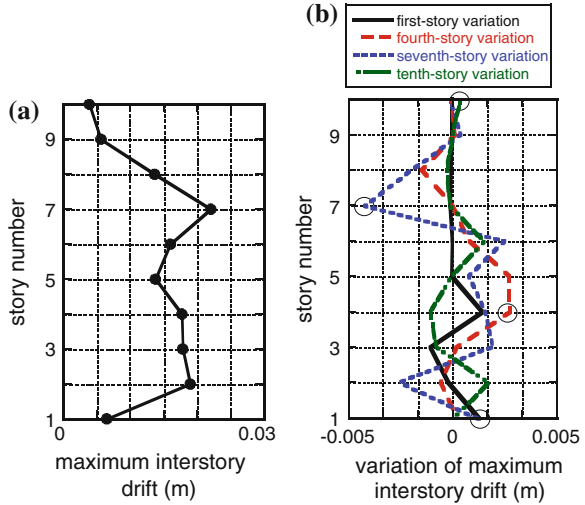 (b)
first-story variation
fourth-story variation
seventh-story variation
tenth-story variation
(a)
9
7
5
3
1
story number
0
0.03
maximum interstory
drift (m)
9
7
5
3
1
story number
-0.005
0
0.005
variation of maximum
interstory drift (m)